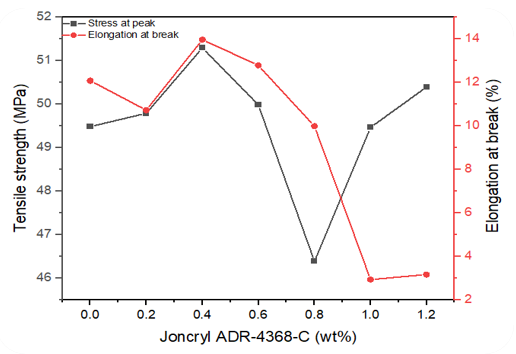 Stress at peak
Elongation at break
52
51
50
49
48
47
46
14
12
10
8
6
4
2
Tensile strength (MPa)
Elongation at break (%)
0.0 0.2 0.4 0.6 0.8 1.0 1.2
Joncryl ADR-4368-C (wt%)